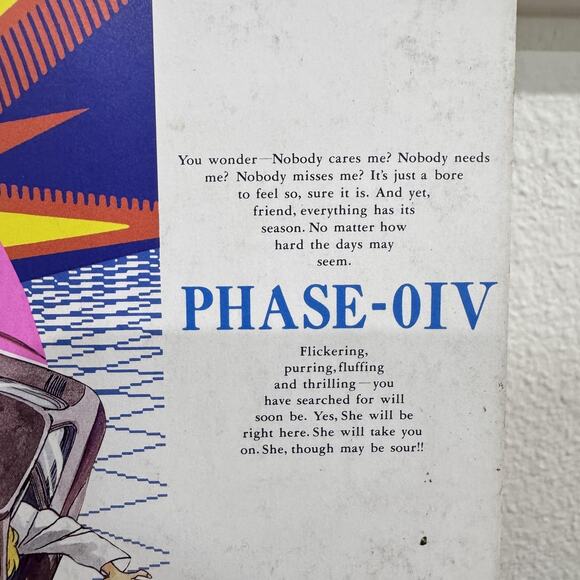 You wonder—Nobody cares me? Nobody needs
me? Nobody misses me? It's just a bore
to feel so, sure it is. And yet,
friend, everything has its
season. No matter how
hard the days may
seem.
PHASE-0IV
Flickering,
purring, fluffing
and thrilling—you
have searched for will
soon be. Yes, She will be
right here. She will take you
on. She, though may be sour!!